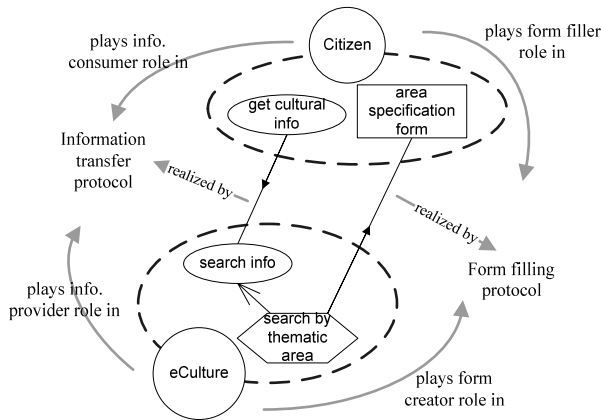 Citizen
plays info.
consumer role in
plays form filler
role in
get cultural
info
area
specification
form
Information
transfer
protocol
realized by
realized by
search info
Form filling
protocol
plays info.
provider role in
search by
thematic
area
eCulture
plays form
creator role in